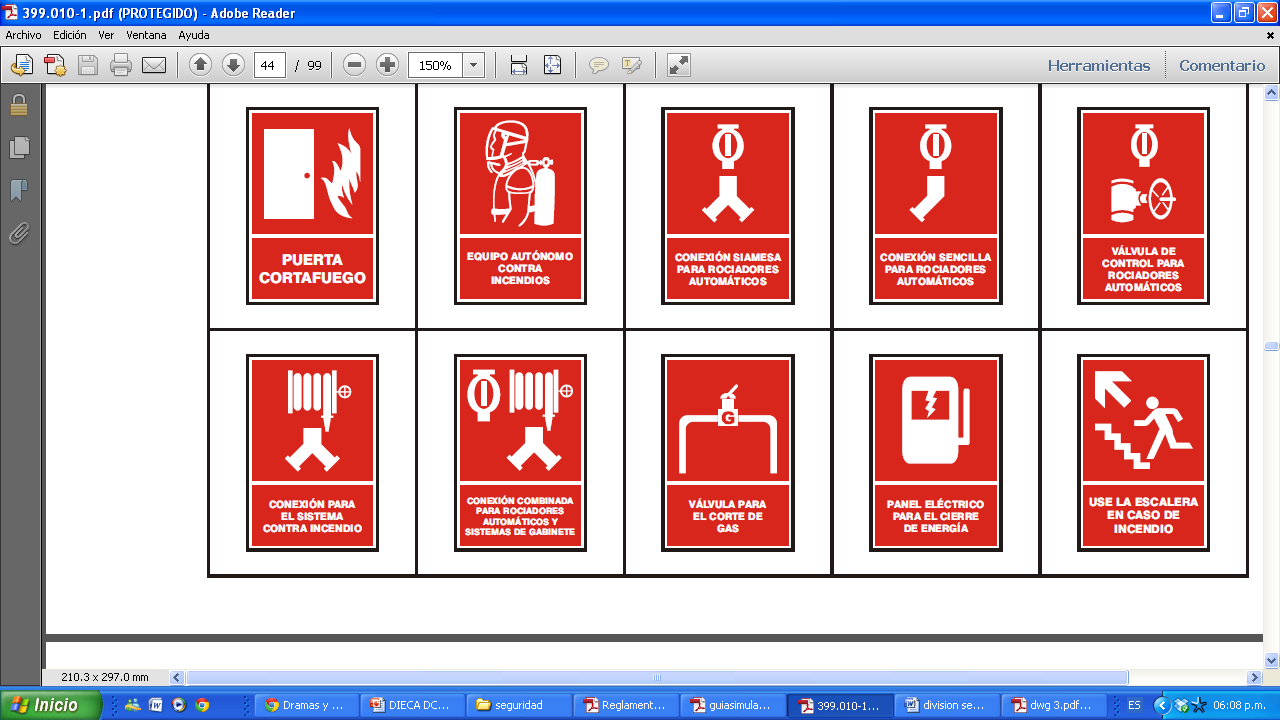 399.010-1.pdf (PROTEGIDO) - Adobe Reader
Archivo Edición Ver Ventana Ayuda
44 / 99 150% Herramientas Comentario
PUERTA
CORTAFUEGO
EQUIPO AUTÓNOMO
CONTRA
INCENDIOS
CONEXIÓN SIAMESA
PARA ROCIADORES
AUTOMÁTICOS
CONEXIÓN SENCILLA
PARA ROCIADORES
AUTOMÁTICOS
VÁLVULA DE
CONTROL PARA
ROCIADORES
AUTOMÁTICOS
CONEXIÓN PARA
EL SISTEMA
CONTRA INCENDIO
CONEXIÓN COMBINADA
PARA ROCIADORES
AUTOMÁTICOS Y
SISTEMAS DE GABINETE
G
VÁLVULA PARA
EL CORTE DE
GAS
PANEL ELÉCTRICO
PARA EL CIERRE
DE ENERGÍA
USE LA ESCALERA
EN CASO DE
INCENDIO
210.3 x 297.0 mm
Inicio Dramas y ... DIECA DC... seguridad Reglament... guiasimula... 399.010-1... division se... dwg 3.pdf... ES 06:08 p.m.